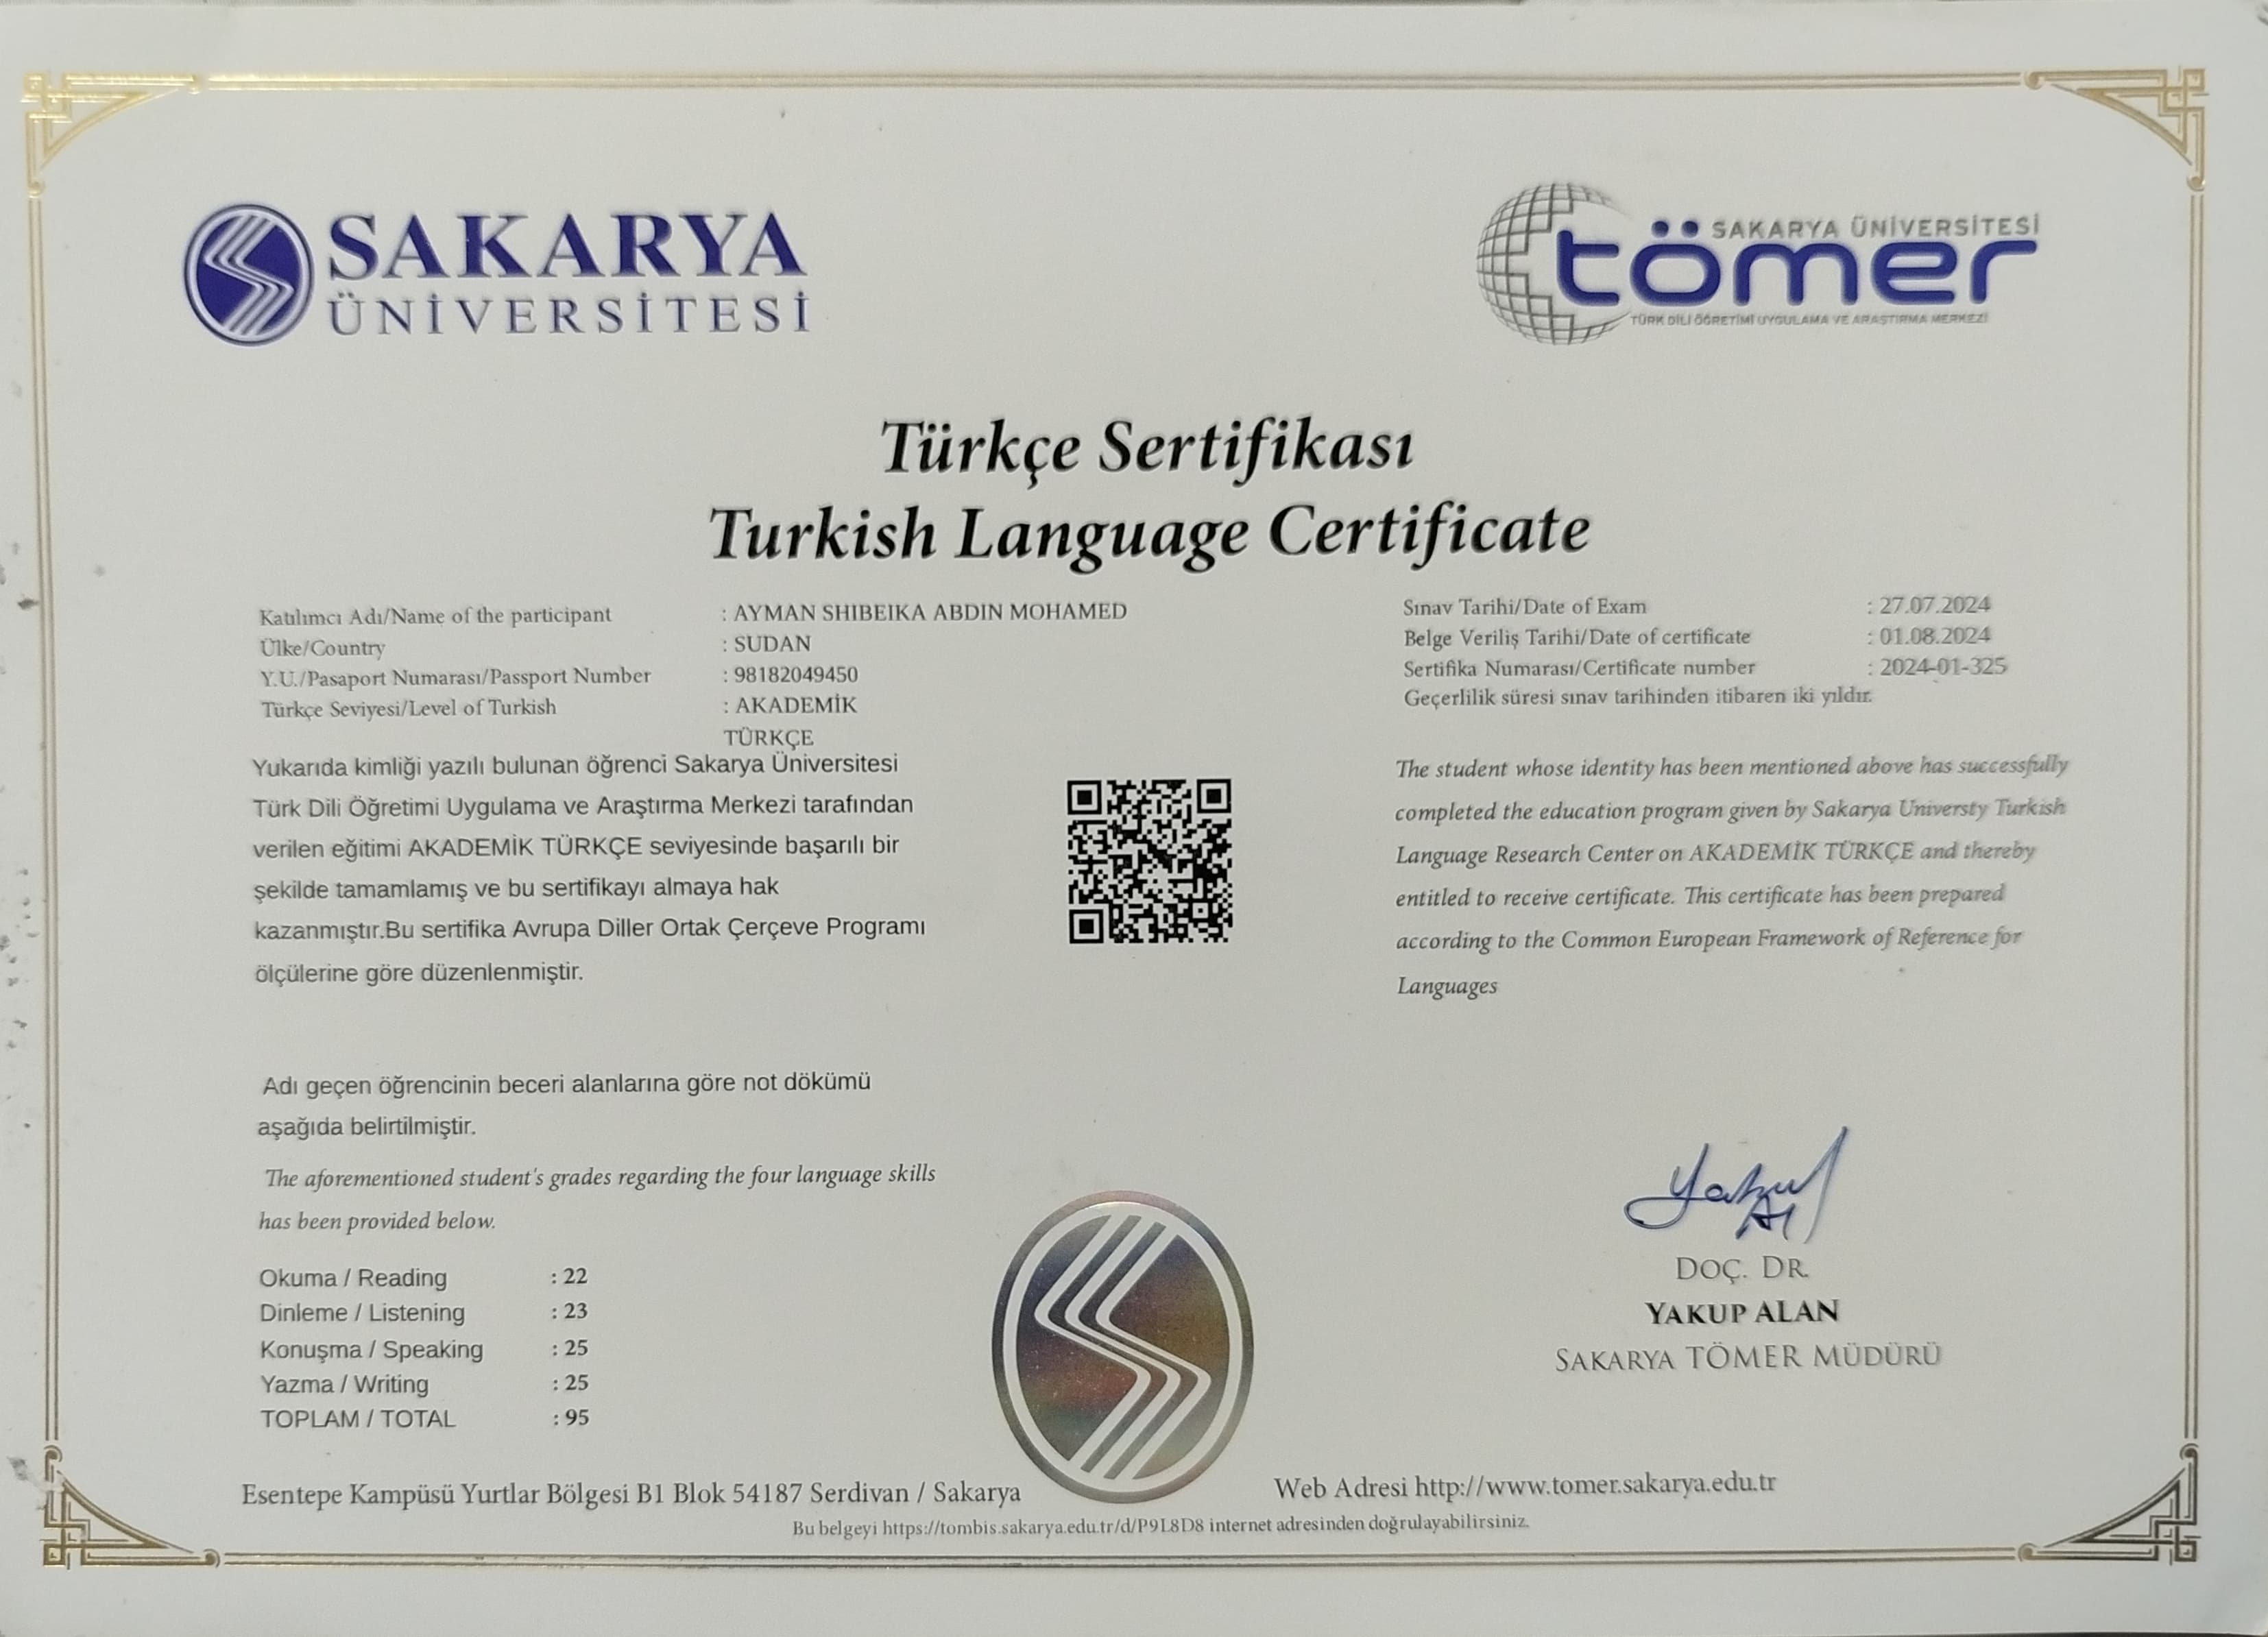 SAKARYA
ÜNİVERSİTESİ
SAKARYA ÜNİVERSİTESİ
tömer
TÜRK DİLİ ÖĞRETİMİ UYGULAMA VE ARAŞTIRMA MERKEZİ
Türkçe Sertifikası
Turkish Language Certificate
Katılımcı Adı/Name of the participant : AYMAN SHIBEIKA ABDIN MOHAMED
Ülke/Country : SUDAN
Y.U./Pasaport Numarası/Passport Number : 98182049450
Türkçe Seviyesi/Level of Turkish : AKADEMİK
TÜRKÇE
Sınav Tarihi/Date of Exam : 27.07.2024
Belge Veriliş Tarihi/Date of certificate : 01.08.2024
Sertifika Numarası/Certificate number : 2024-01-325
Geçerlilik süresi sınav tarihinden itibaren iki yıldır.
Yukarıda kimliği yazılı bulunan öğrenci Sakarya Üniversitesi
Türk Dili Öğretimi Uygulama ve Araştırma Merkezi tarafından
verilen eğitimi AKADEMİK TÜRKÇE seviyesinde başarılı bir
şekilde tamamlamış ve bu sertifikayı almaya hak
kazanmıştır.Bu sertifika Avrupa Diller Ortak Çerçeve Programı
ölçülerine göre düzenlenmiştir.
The student whose identity has been mentioned above has successfully
completed the education program given by Sakarya Universty Turkish
Language Research Center on AKADEMİK TÜRKÇE and thereby
entitled to receive certificate. This certificate has been prepared
according to the Common European Framework of Reference for
Languages
Adı geçen öğrencinin beceri alanlarına göre not dökümü
aşağıda belirtilmiştir.
The aforementioned student's grades regarding the four language skills
has been provided below.
Okuma / Reading : 22
Dinleme / Listening : 23
Konuşma / Speaking : 25
Yazma / Writing : 25
TOPLAM / TOTAL : 95
DOÇ. DR.
YAKUP ALAN
SAKARYA TÖMER MÜDÜRÜ
Esentepe Kampüsü Yurtlar Bölgesi B1 Blok 54187 Serdivan / Sakarya
Web Adresi http://www.tomer.sakarya.edu.tr
Bu belgeyi https://tombis.sakarya.edu.tr/d/P9L8D8 internet adresinden doğrulayabilirsiniz.